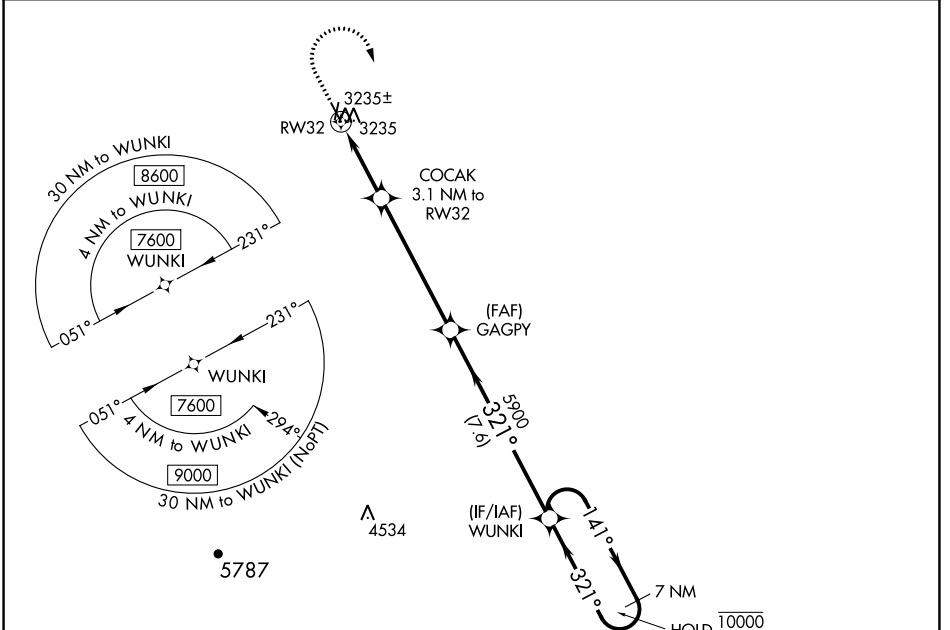 3235±
RW32
3235
COCAK
3.1 NM to
RW32
30 NM to WUNKI
8600
4 NM to WUNKI
7600
WUNKI
231°
051°
(FAF)
GAGPY
231°
WUNKI
051°
7600
4 NM to WUNKI
294°
9000
30 NM to WUNKI (NoPT)
5900
321°
(7.6)
(IF/IAF)
WUNKI
4534
5787
141°
321°
7 NM
HOLD 10000